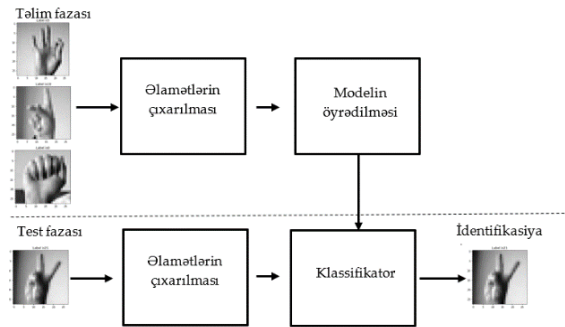 Təlim fazası
Əlamətlərin
çıxarılması
Modelin
öyrədilməsi
Test fazası
Əlamətlərin
çıxarılması
Klassifikator
İdentifikasiya